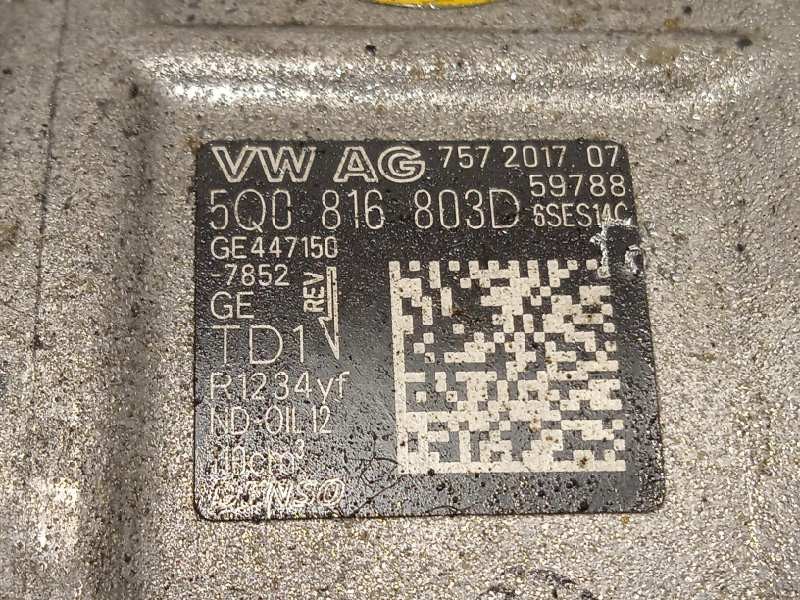 VW AG 757 2017 07
59788
5Q0 816 803D 6SES14C
GE447150
-7852
REV
GE
TD1
R1234yf
ND-OIL12
40cm³
DENSO